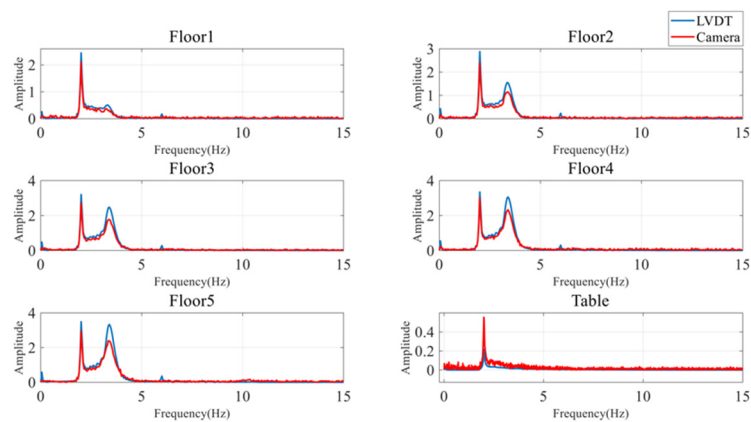 LVDT
Camera
Floor1
Amplitude
2
1
0
0 5 10 15
Frequency(Hz)
Floor2
Amplitude
3
2
1
0
0 5 10 15
Frequency(Hz)
Floor3
Amplitude
4
2
0
0 5 10 15
Frequency(Hz)
Floor4
Amplitude
4
2
0
0 5 10 15
Frequency(Hz)
Floor5
Amplitude
4
2
0
0 5 10 15
Frequency(Hz)
Table
Amplitude
0.4
0.2
0
0 5 10 15
Frequency(Hz)